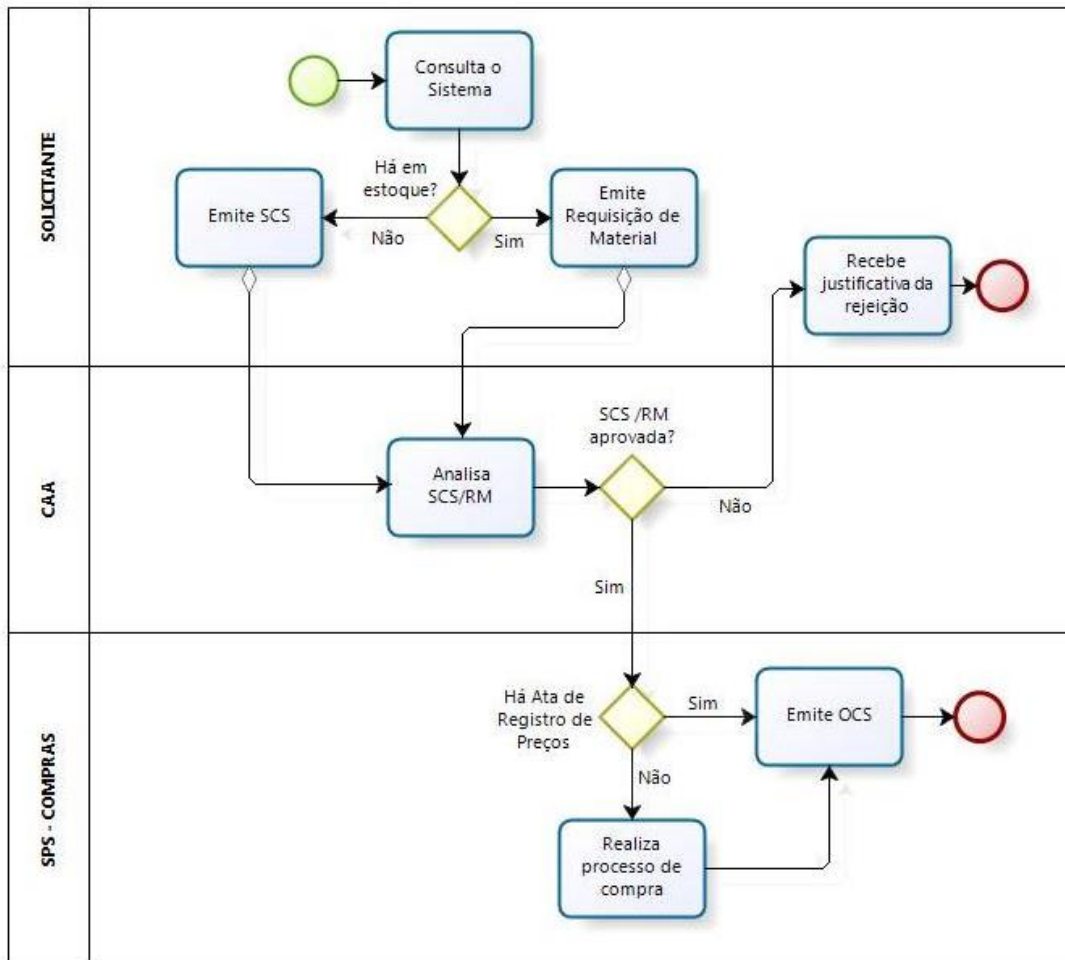 SOLICITANTE
Consulta o
Sistema
Há em
estoque?
Emite SCS
Não
Sim
Emite
Requisição de
Material
Recebe
justificativa da
rejeição
CAA
Analisa
SCS/RM
SCS /RM
aprovada?
Não
Sim
SPS - COMPRAS
Há Ata de
Registro de
Preços
Sim
Emite OCS
Não
Realiza
processo de
compra